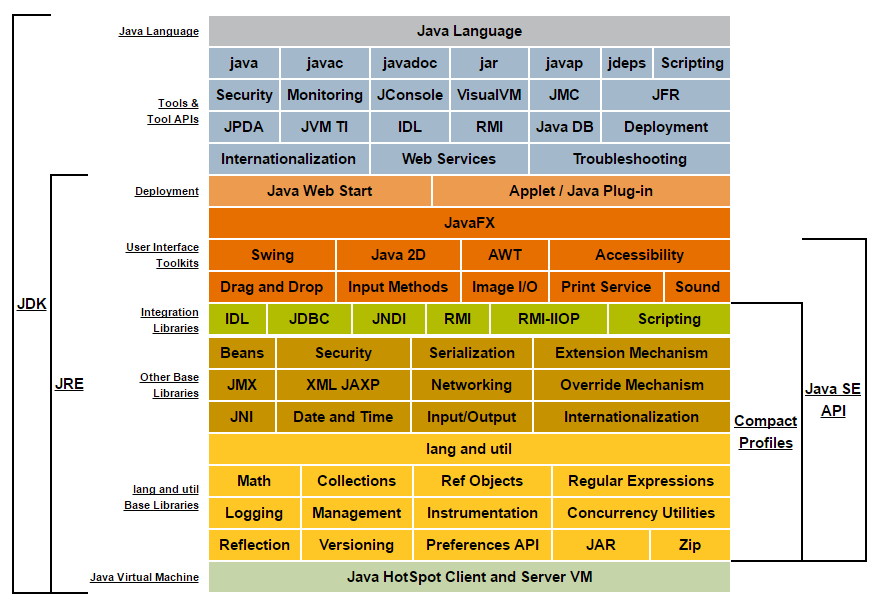 Java Language
Java Language
java javac javadoc jar javap jdeps Scripting
Security Monitoring JConsole VisualVM JMC JFR
Tools &
Tool APIs
JPDA JVM TI IDL RMI Java DB Deployment
Internationalization Web Services Troubleshooting
Deployment
Java Web Start Applet / Java Plug-in
JavaFX
User Interface
Toolkits
Swing Java 2D AWT Accessibility
Drag and Drop Input Methods Image I/O Print Service Sound
Integration
Libraries
IDL JDBC JNDI RMI RMI-IIOP Scripting
JDK
JRE
Beans Security Serialization Extension Mechanism
Other Base
Libraries
JMX XML JAXP Networking Override Mechanism
JNI Date and Time Input/Output Internationalization
Java SE
API
Compact
Profiles
lang and util
lang and util
Base Libraries
Math Collections Ref Objects Regular Expressions
Logging Management Instrumentation Concurrency Utilities
Reflection Versioning Preferences API JAR Zip
Java Virtual Machine
Java HotSpot Client and Server VM